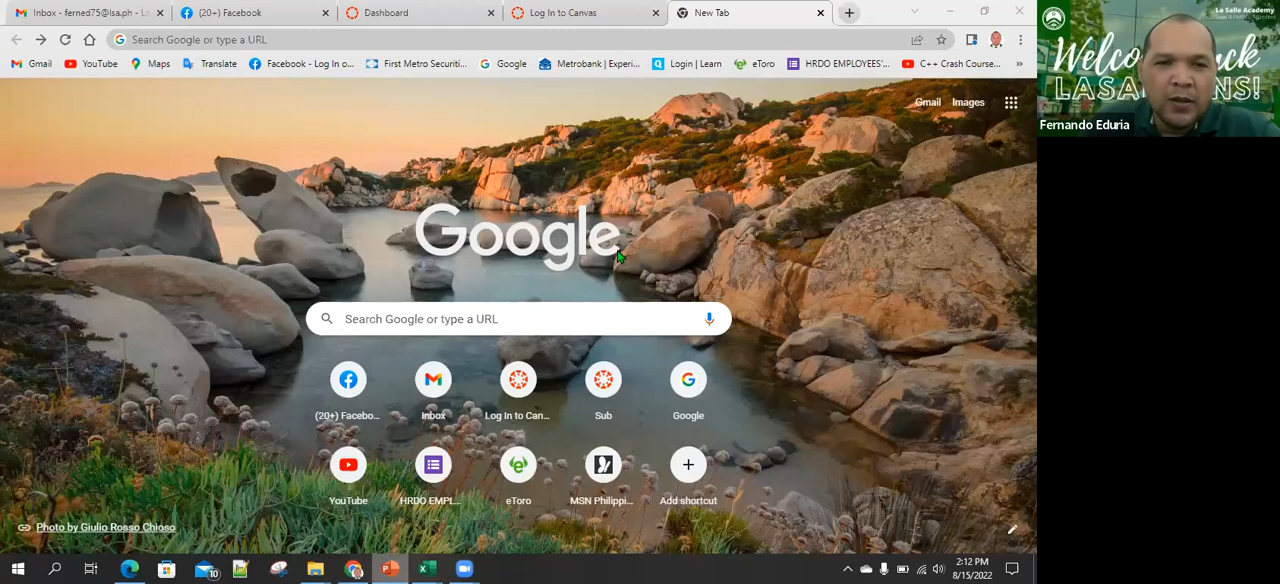 Inbox - ferned75@lsa.ph - La
(20+) Facebook
Dashboard
Log In to Canvas
New Tab
Search Google or type a URL
Gmail
YouTube
Maps
Translate
Facebook - Log In o...
First Metro Securiti...
Google
Metrobank | Experi...
Login | Learn
eToro
HRDO EMPLOYEES'...
C++ Crash Course...
»
Gmail
Images
Google
Search Google or type a URL
(20+) Facebo...
Inbox
Log In to Can...
Sub
Google
YouTube
HRDO EMPL...
eToro
MSN Philippi...
Add shortcut
Photo by Giulio Rosso Chioso
10
2:12 PM
8/15/2022
La Salle Academy
Fernando Eduria